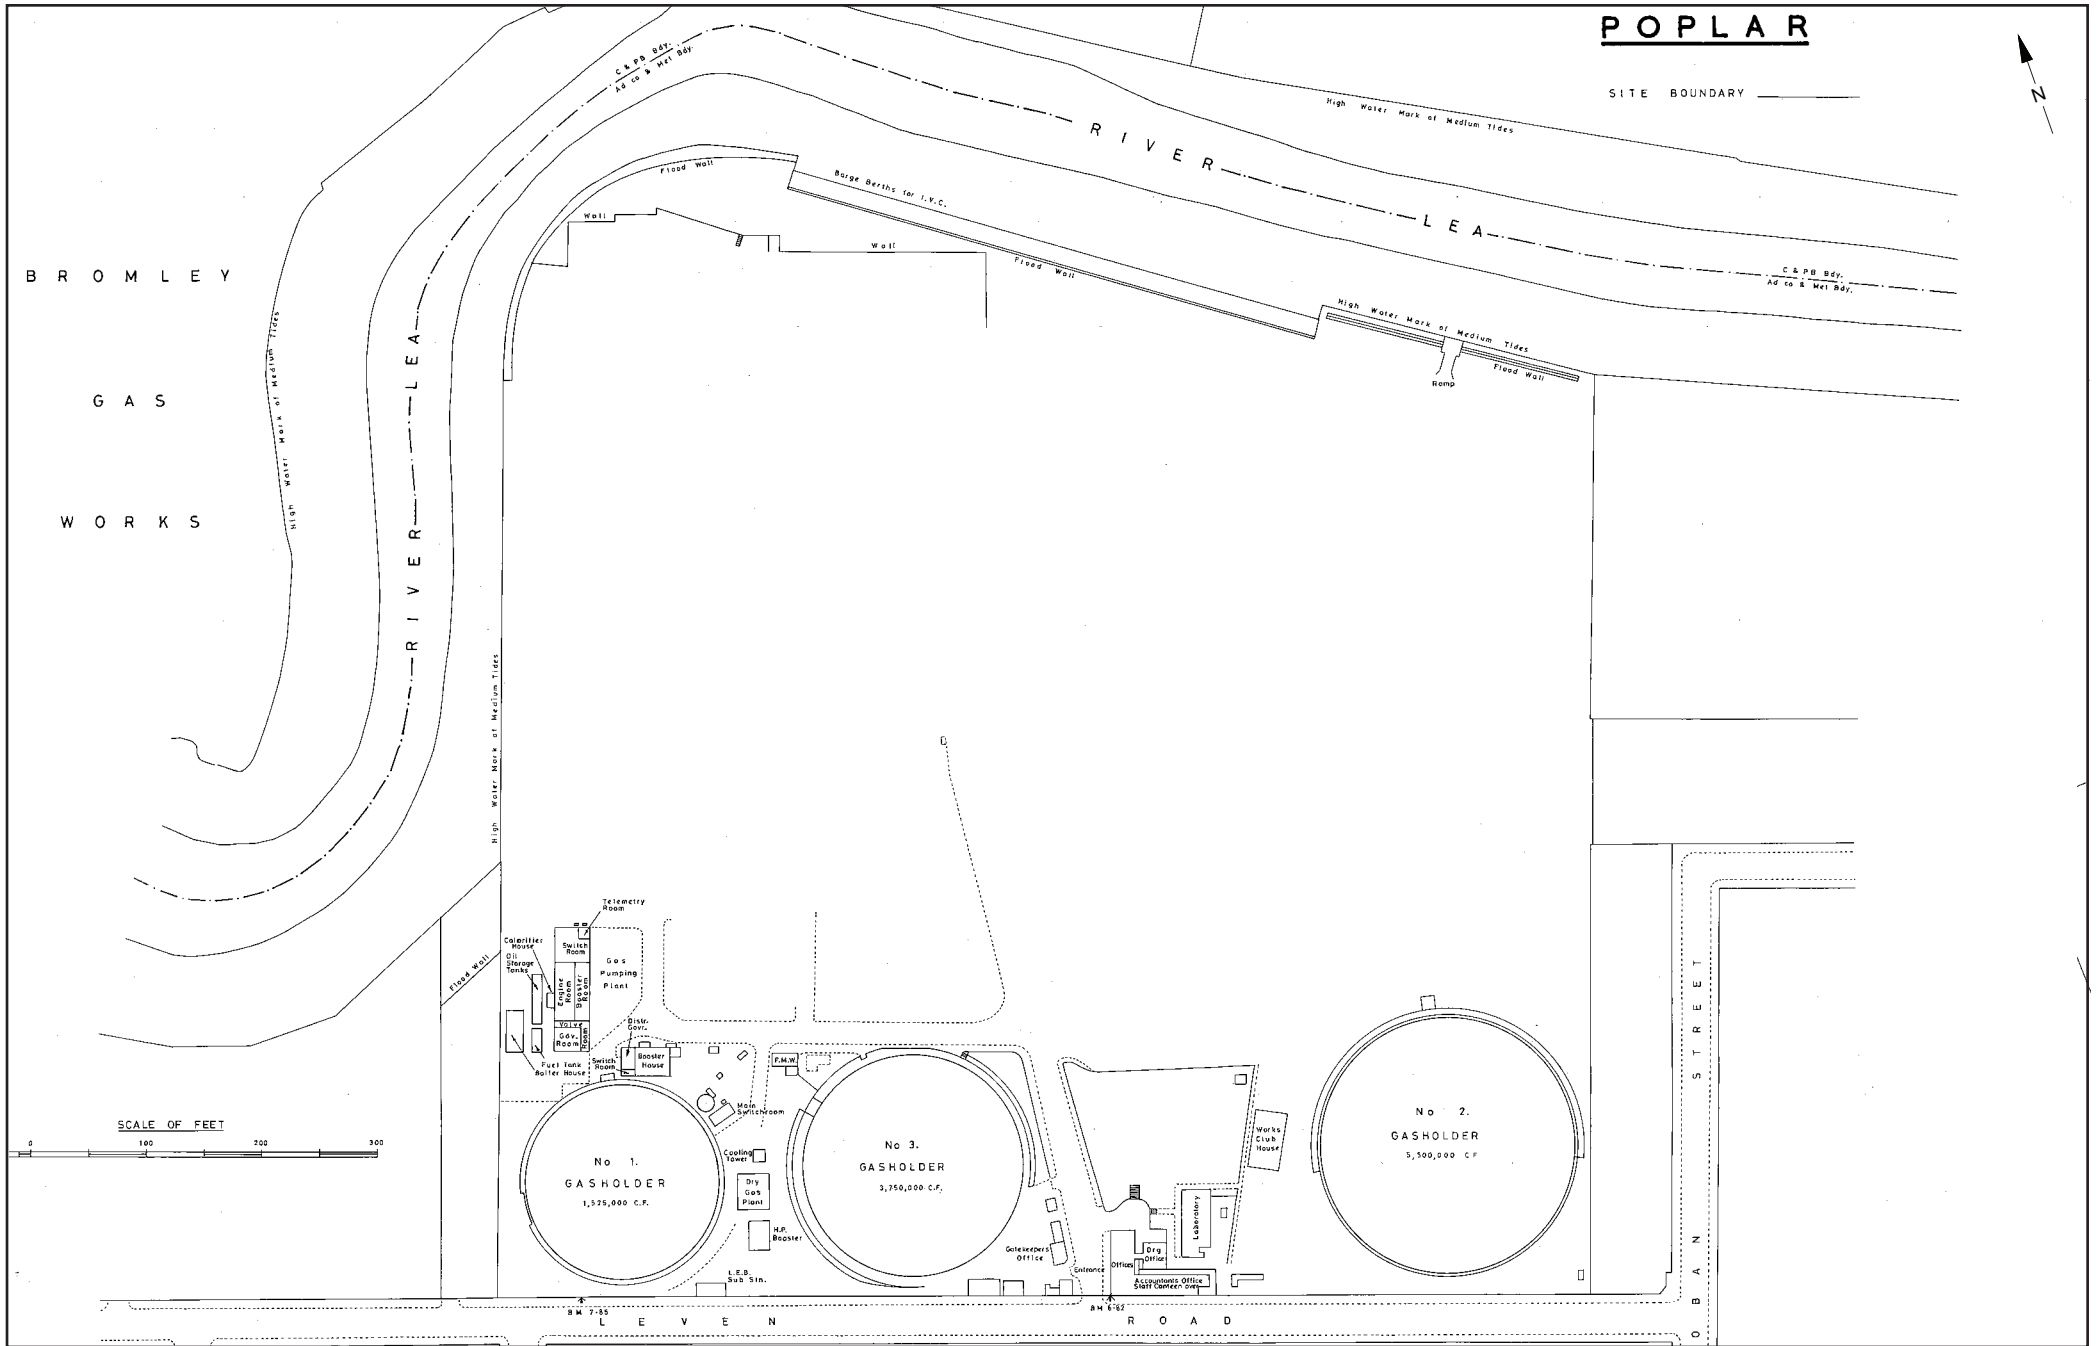 POPLAR
SITE BOUNDARY
N
C & PB Bdy.
Ad co & Met Bdy.
High Water Mark of Medium Tides
RIVER LEA
Flood Wall
Barge Berths for I.V.C.
Wall
Wall
Flood Wall
C & PB Bdy.
Ad co & Met Bdy.
High Water Mark of Medium Tides
Flood Wall
Ramp
BROMLEY
GAS
WORKS
High Water Mark of Medium Tides
RIVER LEA
High Water Mark of Medium Tides
Flood Wall
Telemetry
Room
Calorifier
House
Oil
Storage
Tanks
Switch
Room
Gas
Pumping
Plant
Engine
Room
Booster
Room
Valve
Room
Gov.
Room
Fuel Tank
Boiler House
Distr.
Govr.
Switch
Room
Booster
House
P.M.W.
Main
Switchroom
Cooling
Tower
Dry
Gas
Plant
H.P.
Booster
L.E.B.
Sub Stn.
No 1.
GASHOLDER
1,525,000 C.F.
No 3.
GASHOLDER
3,750,000 C.F.
No 2.
GASHOLDER
5,500,000 C F
Works
Club
House
Laboratory
Gatekeepers
Office
Entrance
Offices
Drg
Office
Accountants Office
Staff Canteen over
SCALE OF FEET
0 100 200 300
BM 7·85
BM 6·62
LEVEN ROAD
OBAN STREET